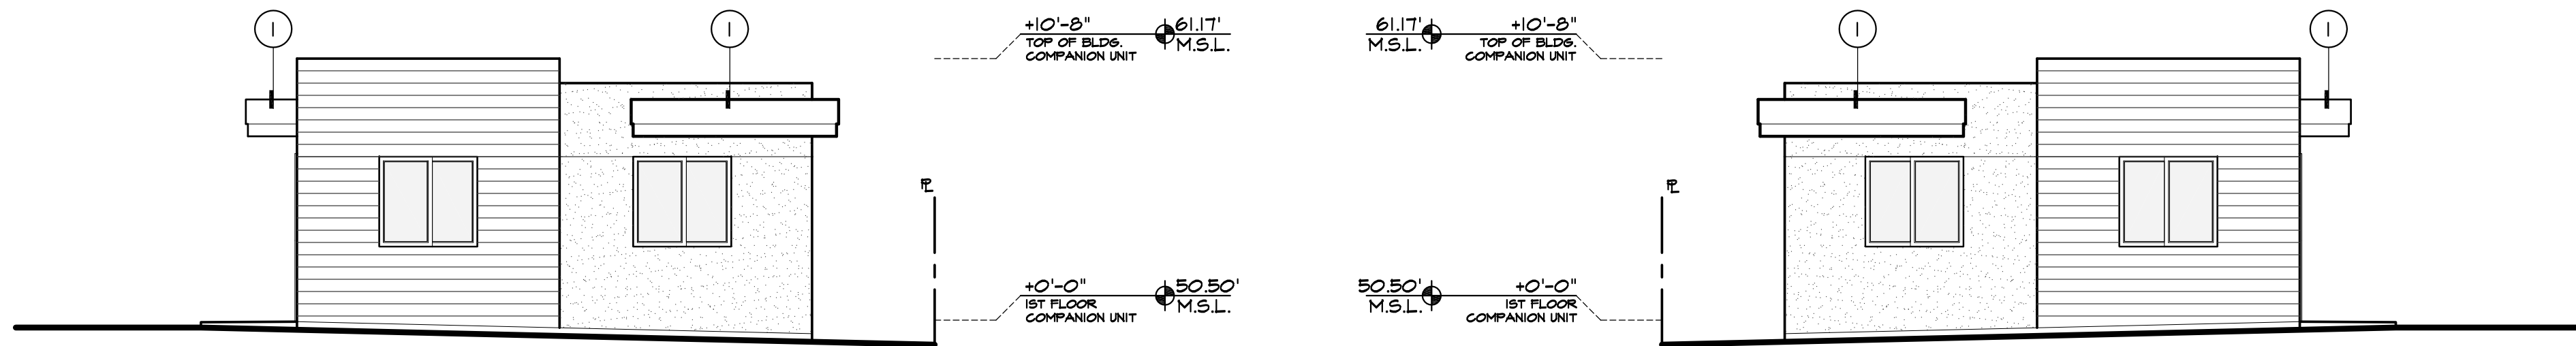 1
1
+10'-8" 61.17'
TOP OF BLDG. M.S.L.
COMPANION UNIT
61.17' +10'-8"
M.S.L. TOP OF BLDG.
COMPANION UNIT
1
1
PL
PL
+0'-0" 50.50'
1ST FLOOR M.S.L.
COMPANION UNIT
50.50' +0'-0"
M.S.L. 1ST FLOOR
COMPANION UNIT